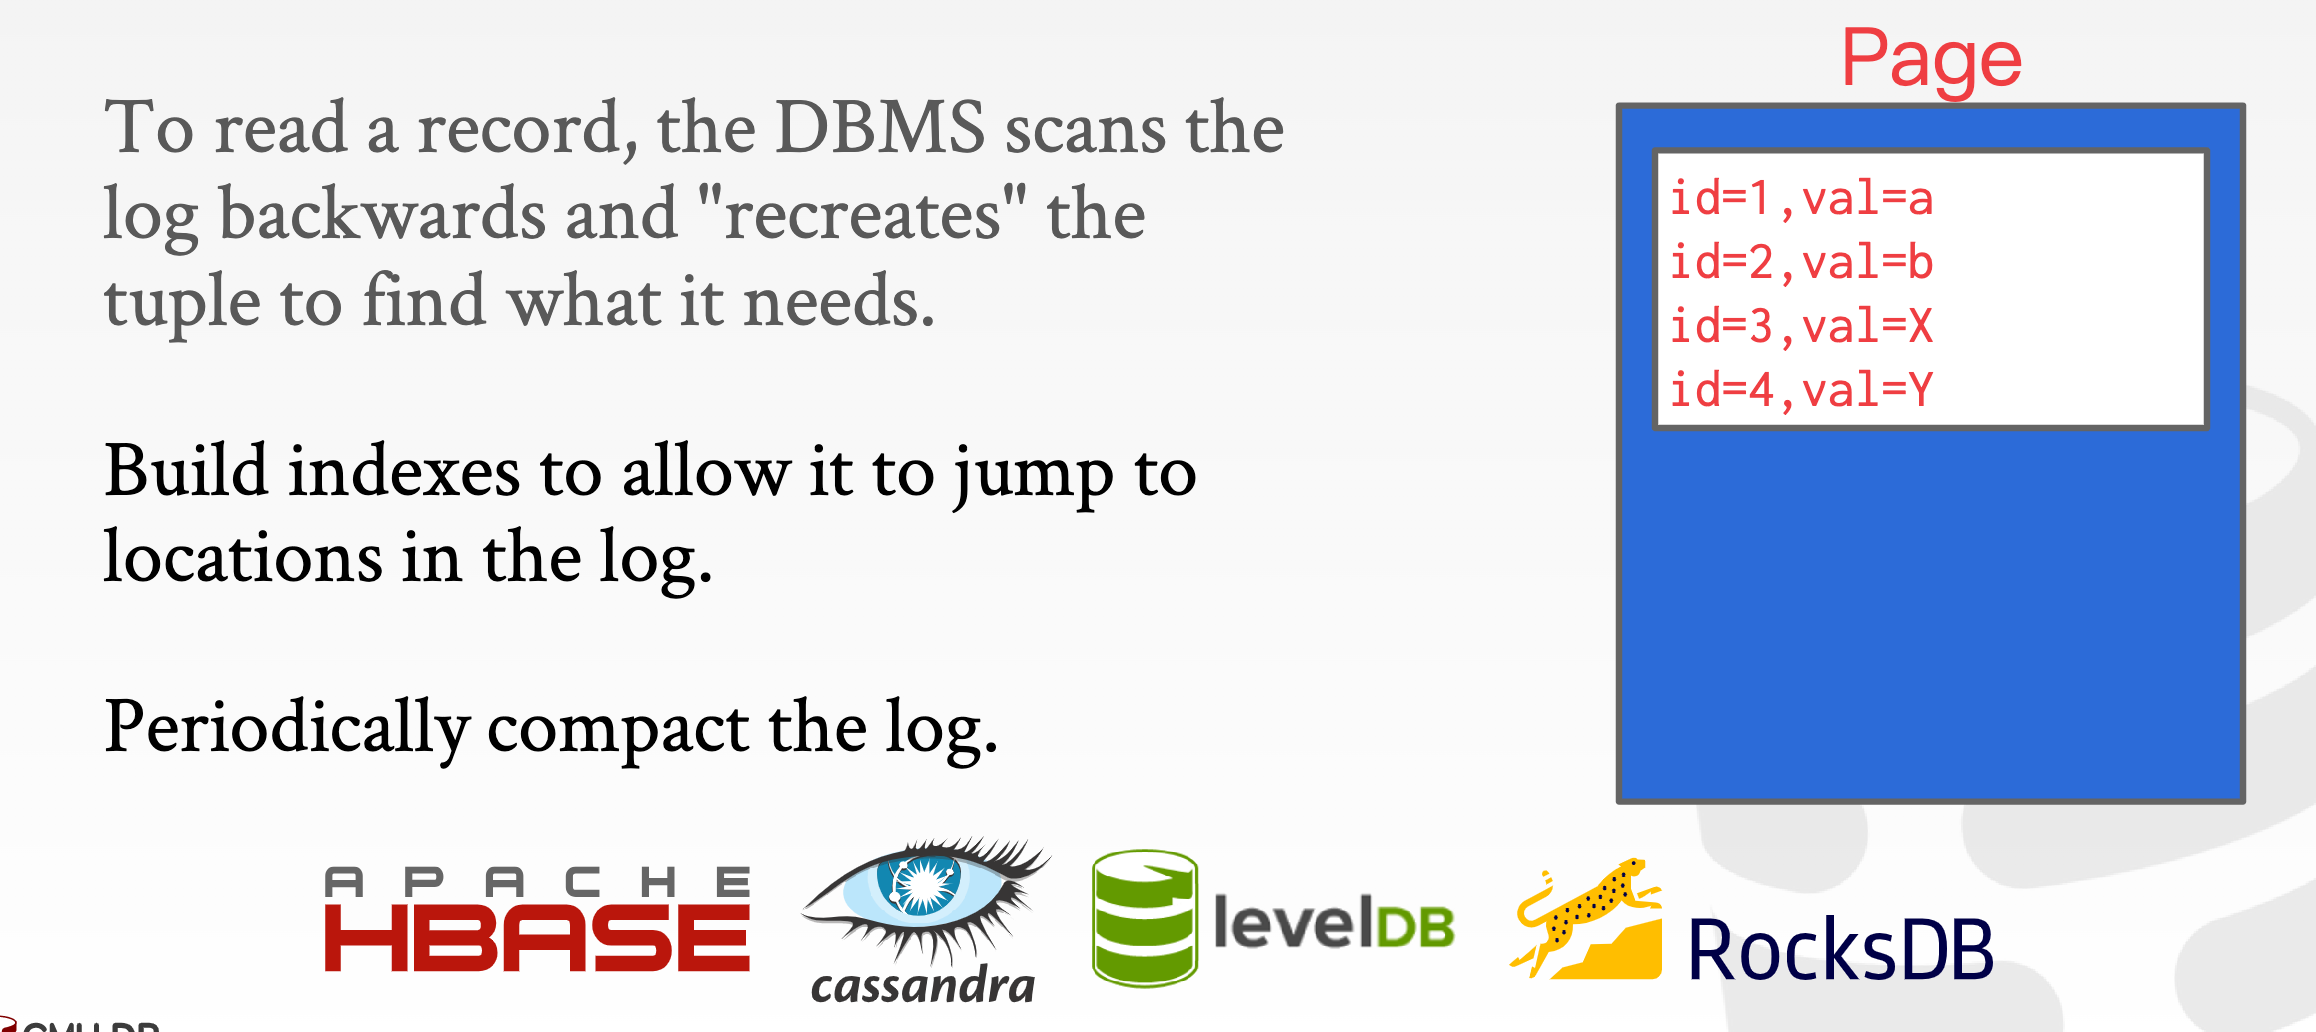 Page
To read a record, the DBMS scans the
log backwards and "recreates" the
tuple to find what it needs.
Build indexes to allow it to jump to
locations in the log.
Periodically compact the log.
id=1,val=a
id=2,val=b
id=3,val=X
id=4,val=Y
APACHE
HBASE
cassandra
levelDB
RocksDB
CMU DB